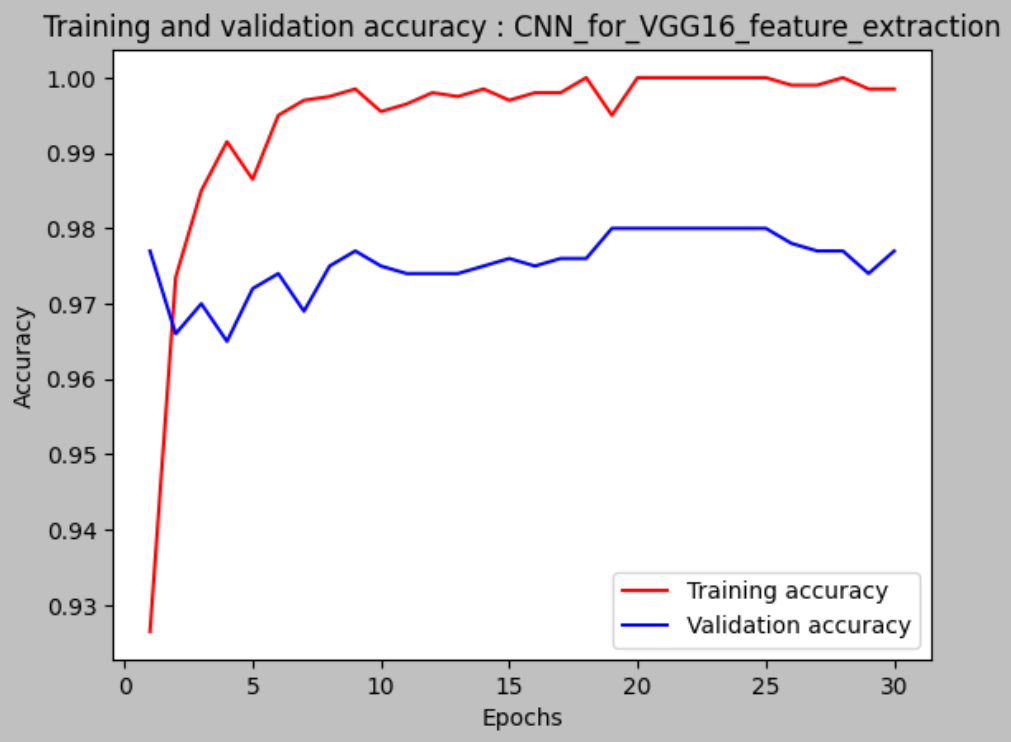 Training and validation accuracy : CNN_for_VGG16_feature_extraction
1.00
0.99
0.98
0.97
0.96
0.95
0.94
0.93
Accuracy
Training accuracy
Validation accuracy
0 5 10 15 20 25 30
Epochs